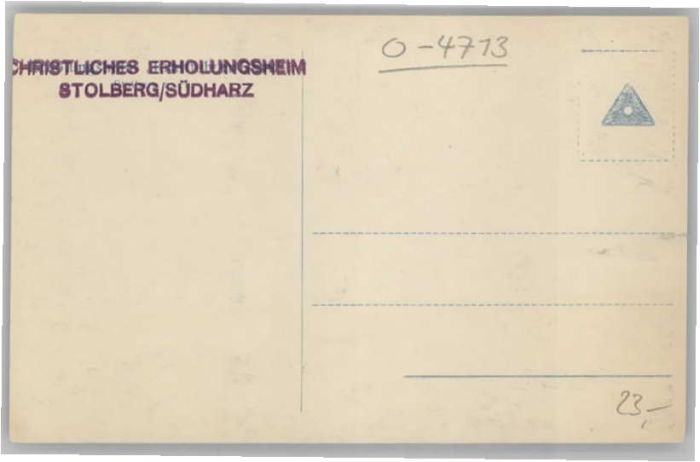 O-4713
CHRISTLICHES ERHOLUNGSHEIM
STOLBERG/SÜDHARZ
23,-